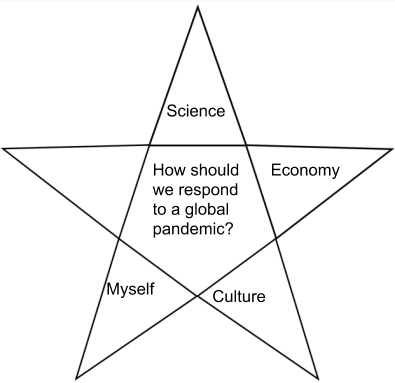 Science
How should
we respond
to a global
pandemic?
Economy
Myself
Culture